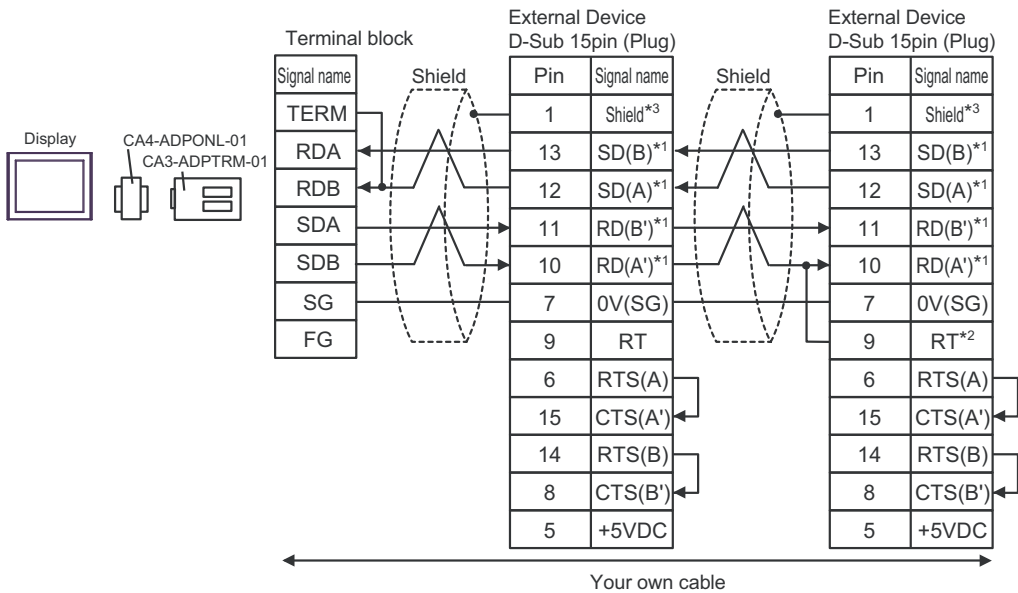 Display
CA4-ADPONL-01
CA3-ADPTRM-01
Terminal block
Signal name
TERM
RDA
RDB
SDA
SDB
SG
FG
Shield
External Device
D-Sub 15pin (Plug)
Pin Signal name
1 Shield*3
13 SD(B)*1
12 SD(A)*1
11 RD(B')*1
10 RD(A')*1
7 0V(SG)
9 RT
6 RTS(A)
15 CTS(A')
14 RTS(B)
8 CTS(B')
5 +5VDC
Shield
External Device
D-Sub 15pin (Plug)
Pin Signal name
1 Shield*3
13 SD(B)*1
12 SD(A)*1
11 RD(B')*1
10 RD(A')*1
7 0V(SG)
9 RT*2
6 RTS(A)
15 CTS(A')
14 RTS(B)
8 CTS(B')
5 +5VDC
Your own cable